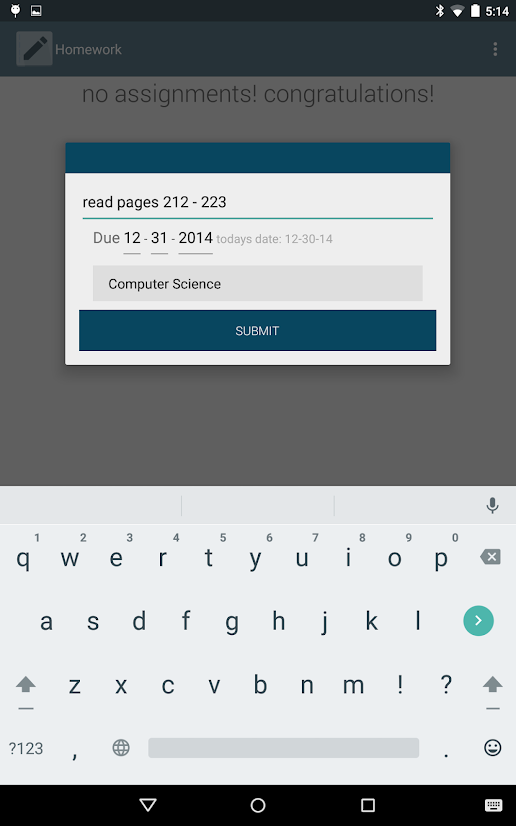 5:14
Homework
no assignments! congratulations!
read pages 212 - 223
Due 12 - 31 - 2014 todays date: 12-30-14
Computer Science
SUBMIT
1 2 3 4 5 6 7 8 9 0
q w e r t y u i o p
a s d f g h j k l
z x c v b n m ! ?
?123 , .